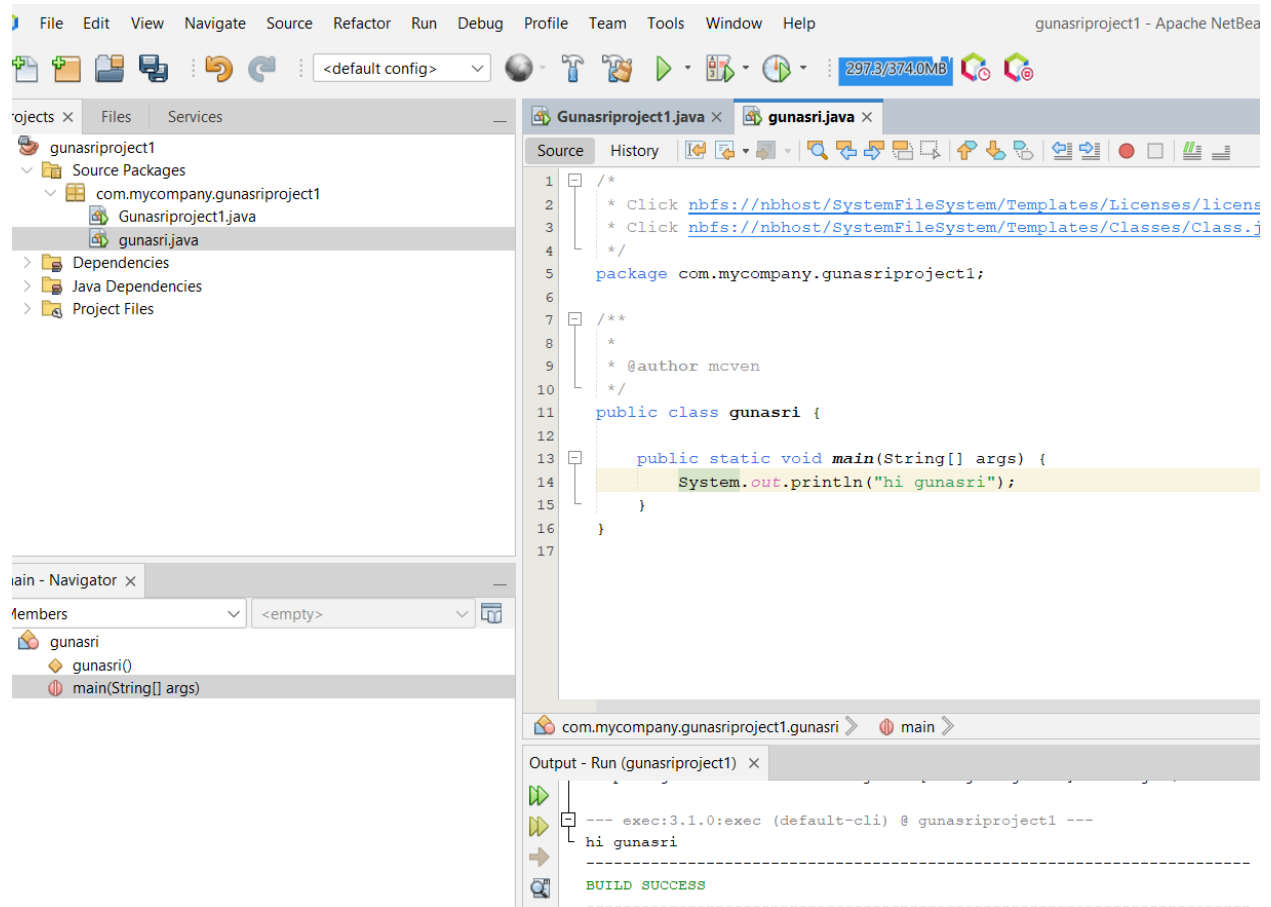 File Edit View Navigate Source Refactor Run Debug Profile Team Tools Window Help gunasriproject1 - Apache NetBea
<default config> 297.3/374.0MB
rojects Files Services
gunasriproject1
Source Packages
com.mycompany.gunasriproject1
Gunasriproject1.java
gunasri.java
Dependencies
Java Dependencies
Project Files
ain - Navigator
Members <empty>
gunasri
gunasri()
main(String[] args)
Gunasriproject1.java gunasri.java
Source History
1 /*
2 * Click nbfs://nbhost/SystemFileSystem/Templates/Licenses/licens
3 * Click nbfs://nbhost/SystemFileSystem/Templates/Classes/Class.j
4 */
5 package com.mycompany.gunasriproject1;
6
7 /**
8 *
9 * @author mcven
10 */
11 public class gunasri {
12
13 public static void main(String[] args) {
14 System.out.println("hi gunasri");
15 }
16 }
17
com.mycompany.gunasriproject1.gunasri main
Output - Run (gunasriproject1)
--- exec:3.1.0:exec (default-cli) @ gunasriproject1 ---
hi gunasri
------------------------------------------------------------------------
BUILD SUCCESS
------------------------------------------------------------------------